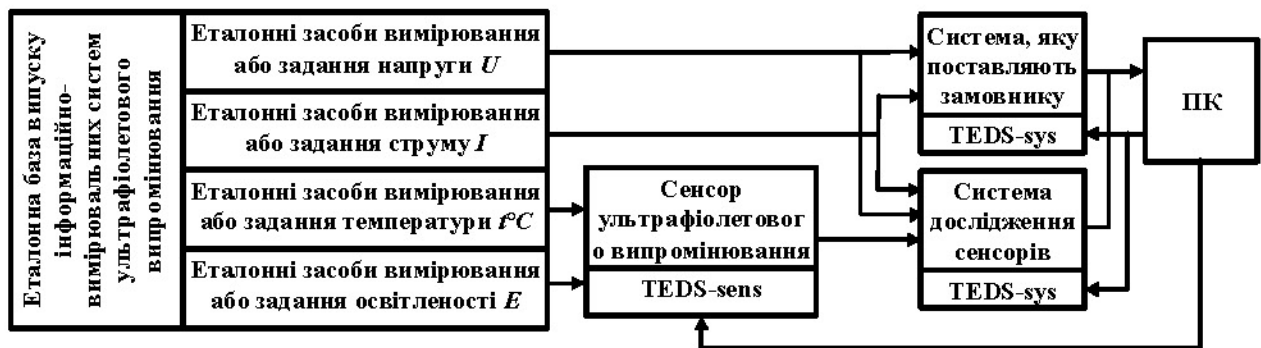 Еталонна база випуску
інформаційно-
вимірювальних систем
ультрафіолетового
випромінювання
Еталонні засоби вимірювання
або задання напруги U
Еталонні засоби вимірювання
або задання струму I
Еталонні засоби вимірювання
або задання температури t°C
Еталонні засоби вимірювання
або задання освітленості E
Сенсор
ультрафіолетовог
о випромінювання
TEDS-sens
Система, яку
поставляють
замовнику
TEDS-sys
Система
дослідження
сенсорів
TEDS-sys
ПК